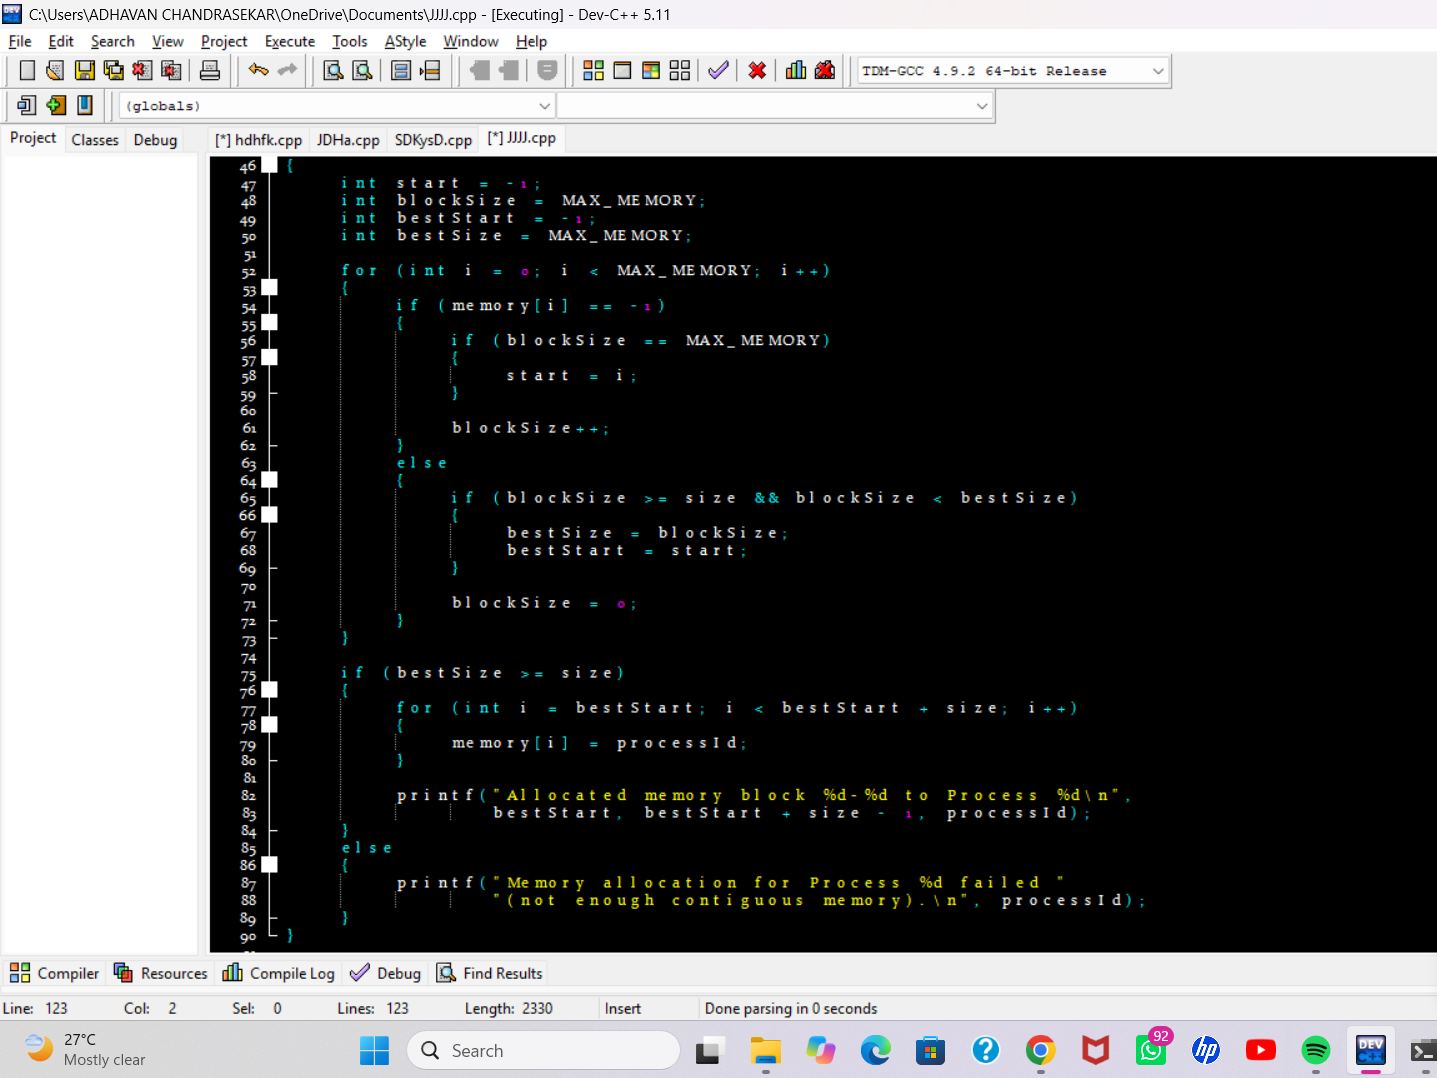 C:\Users\ADHAVAN CHANDRASEKAR\OneDrive\Documents\JJJJ.cpp - [Executing] - Dev-C++ 5.11
File Edit Search View Project Execute Tools AStyle Window Help
TDM-GCC 4.9.2 64-bit Release
(globals)
Project Classes Debug [*] hdhfk.cpp JDHa.cpp SDKysD.cpp [*] JJJJ.cpp
46 {
47 int start = -1;
48 int blockSize = MAX_MEMORY;
49 int bestStart = -1;
50 int bestSize = MAX_MEMORY;
51
52 for (int i = 0; i < MAX_MEMORY; i++)
53 {
54 if (memory[i] == -1)
55 {
56 if (blockSize == MAX_MEMORY)
57 {
58 start = i;
59 }
60
61 blockSize++;
62 }
63 else
64 {
65 if (blockSize >= size && blockSize < bestSize)
66 {
67 bestSize = blockSize;
68 bestStart = start;
69 }
70
71 blockSize = 0;
72 }
73 }
74
75 if (bestSize >= size)
76 {
77 for (int i = bestStart; i < bestStart + size; i++)
78 {
79 memory[i] = processId;
80 }
81
82 printf("Allocated memory block %d-%d to Process %d\n",
83 bestStart, bestStart + size - 1, processId);
84 }
85 else
86 {
87 printf("Memory allocation for Process %d failed "
88 "(not enough contiguous memory).\n", processId);
89 }
90 }
Compiler Resources Compile Log Debug Find Results
Line: 123 Col: 2 Sel: 0 Lines: 123 Length: 2330 Insert Done parsing in 0 seconds
27°C
Mostly clear
Search
92
hp
DEV
C++